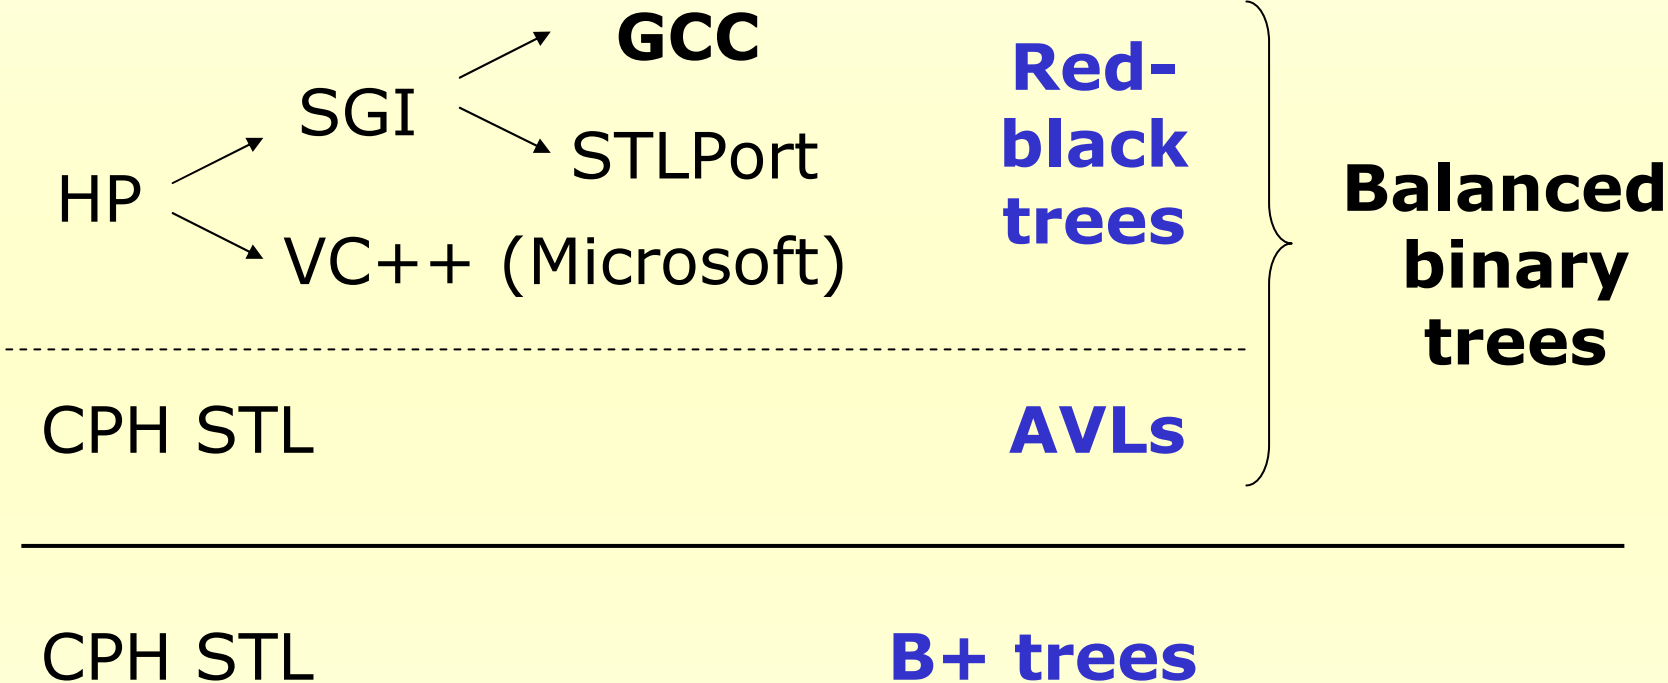 GCC
SGI
STLPort
HP
VC++ (Microsoft)
Red-
black
trees
Balanced
binary
trees
CPH STL
AVLs
CPH STL
B+ trees